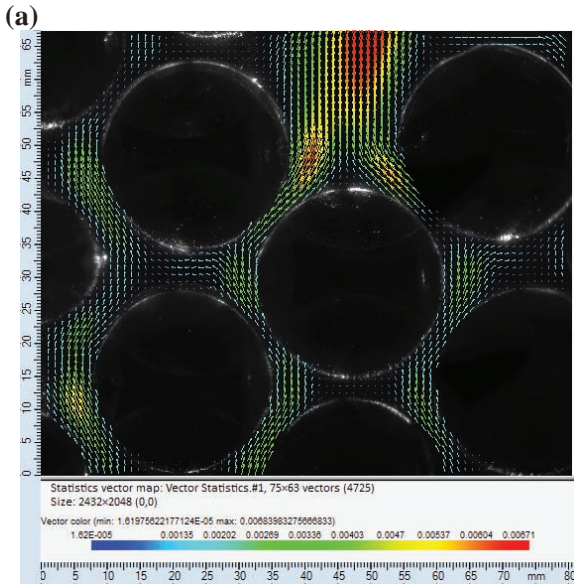 (a)
65
mm
55
50
45
40
35
30
25
20
15
10
5
0
Statistics vector map: Vector Statistics.#1, 75×63 vectors (4725)
Size: 2432×2048 (0,0)
Vector color (min: 1.61975622177124E-05 max: 0.00683983275666833)
1.62E-005 0.00135 0.00202 0.00269 0.00336 0.00403 0.0047 0.00537 0.00604 0.00671
0 5 10 15 20 25 30 35 40 45 50 55 60 65 70 mm 80